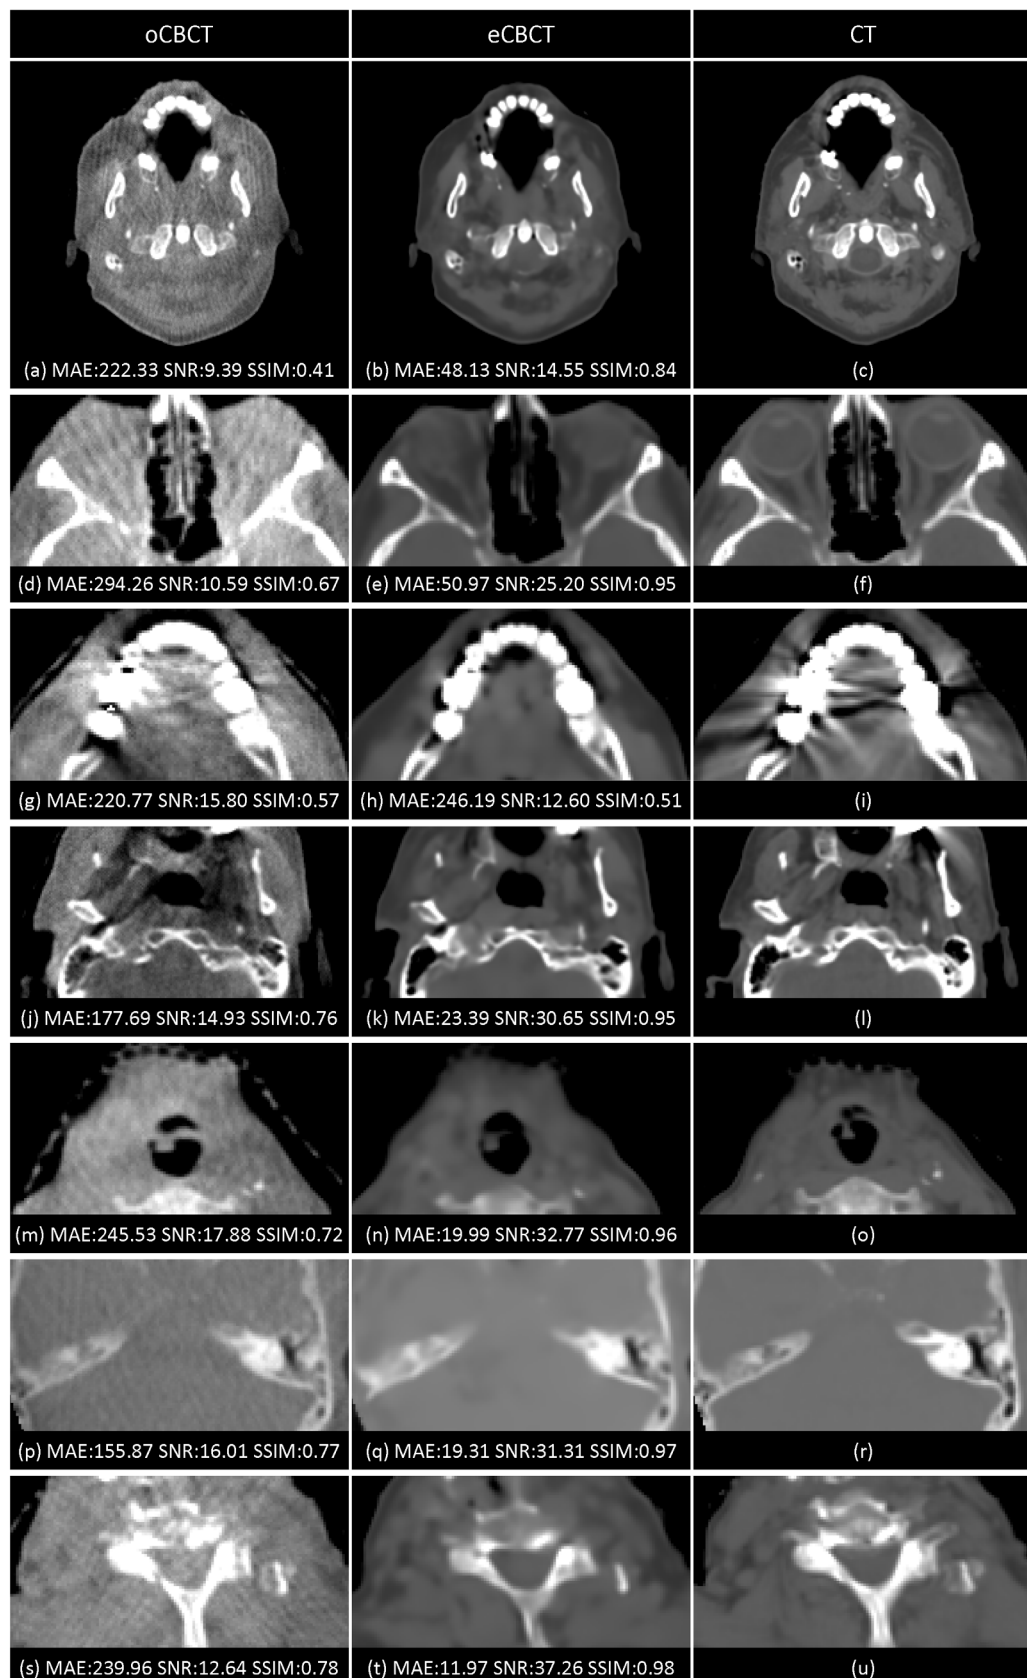 oCBCT eCBCT CT
(a) MAE:222.33 SNR:9.39 SSIM:0.41 (b) MAE:48.13 SNR:14.55 SSIM:0.84 (c)
(d) MAE:294.26 SNR:10.59 SSIM:0.67 (e) MAE:50.97 SNR:25.20 SSIM:0.95 (f)
(g) MAE:220.77 SNR:15.80 SSIM:0.57 (h) MAE:246.19 SNR:12.60 SSIM:0.51 (i)
(j) MAE:177.69 SNR:14.93 SSIM:0.76 (k) MAE:23.39 SNR:30.65 SSIM:0.95 (l)
(m) MAE:245.53 SNR:17.88 SSIM:0.72 (n) MAE:19.99 SNR:32.77 SSIM:0.96 (o)
(p) MAE:155.87 SNR:16.01 SSIM:0.77 (q) MAE:19.31 SNR:31.31 SSIM:0.97 (r)
(s) MAE:239.96 SNR:12.64 SSIM:0.78 (t) MAE:11.97 SNR:37.26 SSIM:0.98 (u)